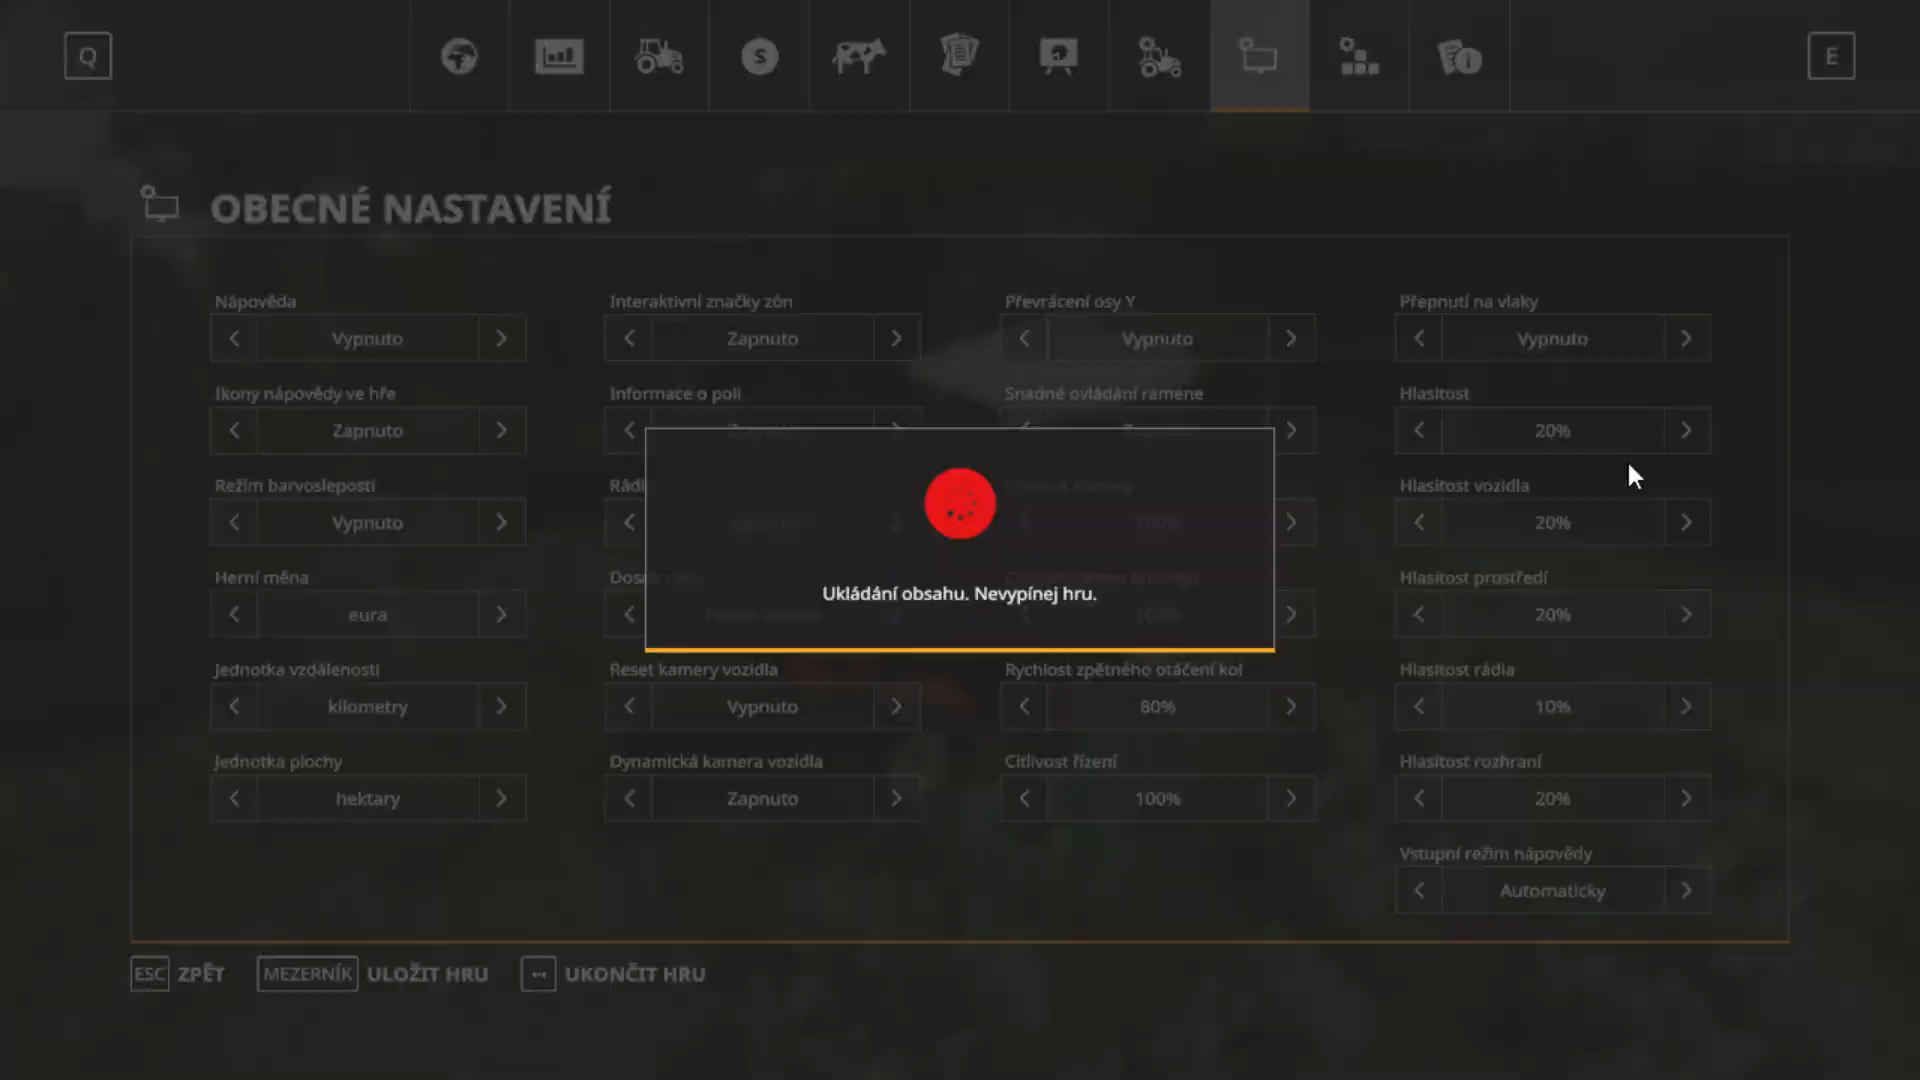 Q
E
OBECNÉ NASTAVENÍ
Nápověda
Vypnuto
Ikony nápovědy ve hře
Zapnuto
Režim barvosleposti
Vypnuto
Herní měna
eura
Jednotka vzdálenosti
kilometry
Jednotka plochy
hektary
Interaktivní značky zón
Zapnuto
Informace o poli
Reset kamery vozidla
Vypnuto
Dynamická kamera vozidla
Zapnuto
Převrácení osy Y
Vypnuto
Snadné ovládání ramene
Rychlost zpětného otáčení kol
80%
Citlivost řízení
100%
Přepnutí na vlaky
Vypnuto
Hlasitost
20%
Hlasitost vozidla
20%
Hlasitost prostředí
20%
Hlasitost rádia
10%
Hlasitost rozhraní
20%
Vstupní režim nápovědy
Automaticky
Ukládání obsahu. Nevypínej hru.
ESC ZPĚT MEZERNÍK ULOŽIT HRU UKONČIT HRU